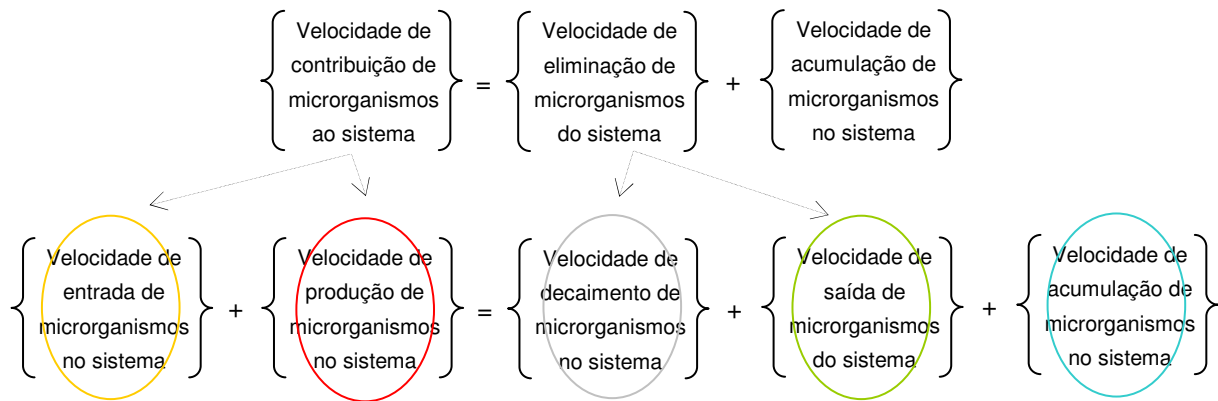 Velocidade de
contribuição de
microrganismos
ao sistema
=
Velocidade de
eliminação de
microrganismos
do sistema
+
Velocidade de
acumulação de
microrganismos
no sistema
Velocidade de
entrada de
microrganismos
no sistema
+
Velocidade de
produção de
microrganismos
no sistema
=
Velocidade de
decaimento de
microrganismos
no sistema
+
Velocidade de
saída de
microrganismos
do sistema
+
Velocidade de
acumulação de
microrganismos
no sistema